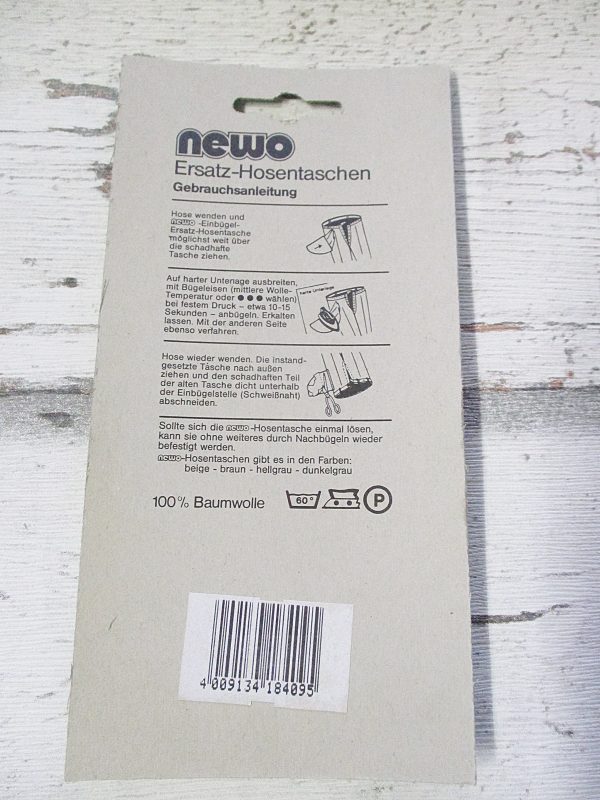 newo
Ersatz-Hosentaschen
Gebrauchsanleitung
Hose wenden und
newo -Einbügel-
Ersatz-Hosentasche
möglichst weit über
die schadhafte
Tasche ziehen.
Auf harter Untenage ausbreiten,
mit Bügeleisen (mittlere Wolle-
Temperatur oder ●●● wählen)
bei festem Druck – etwa 10-15
Sekunden – anbügeln. Erkalten
lassen. Mit der anderen Seite
ebenso verfahren.
harte Unterlage
Hose wieder wenden. Die instand-
gesetzte Tasche nach außen
ziehen und den schadhaften Teil
der alten Tasche dicht unterhalb
der Einbügelstelle (Schweißnaht)
abschneiden.
Sollte sich die newo-Hosentasche einmal lösen,
kann sie ohne weiteres durch Nachbügeln wieder
befestigt werden.
newo-Hosentaschen gibt es in den Farben:
beige - braun - hellgrau - dunkelgrau
100% Baumwolle 60° P
4 009134 184095